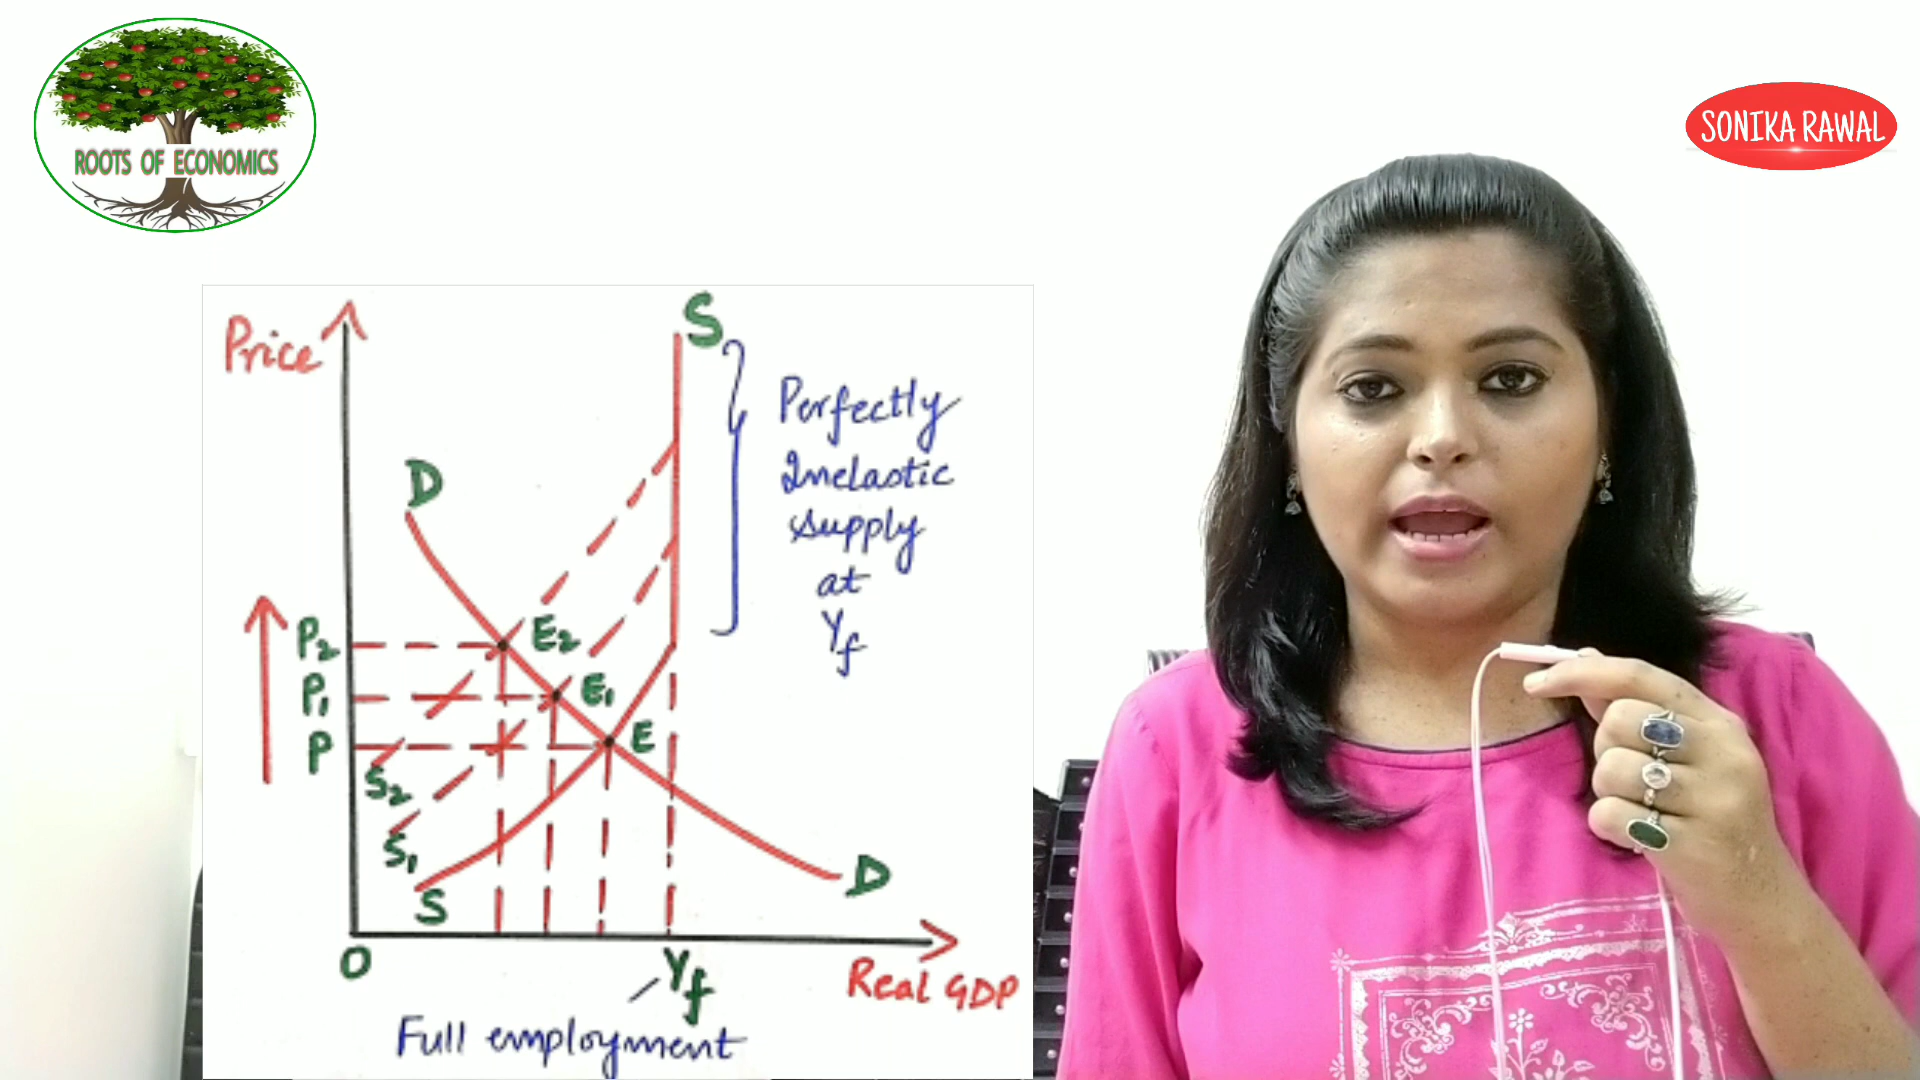 ROOTS OF ECONOMICS
SONIKA RAWAL
Price
S
Perfectly
Inelastic
supply
at
Yf
D
P2
E2
P1
E1
P
E
S2
S1
S
D
O
Yf
Real GDP
Full employment